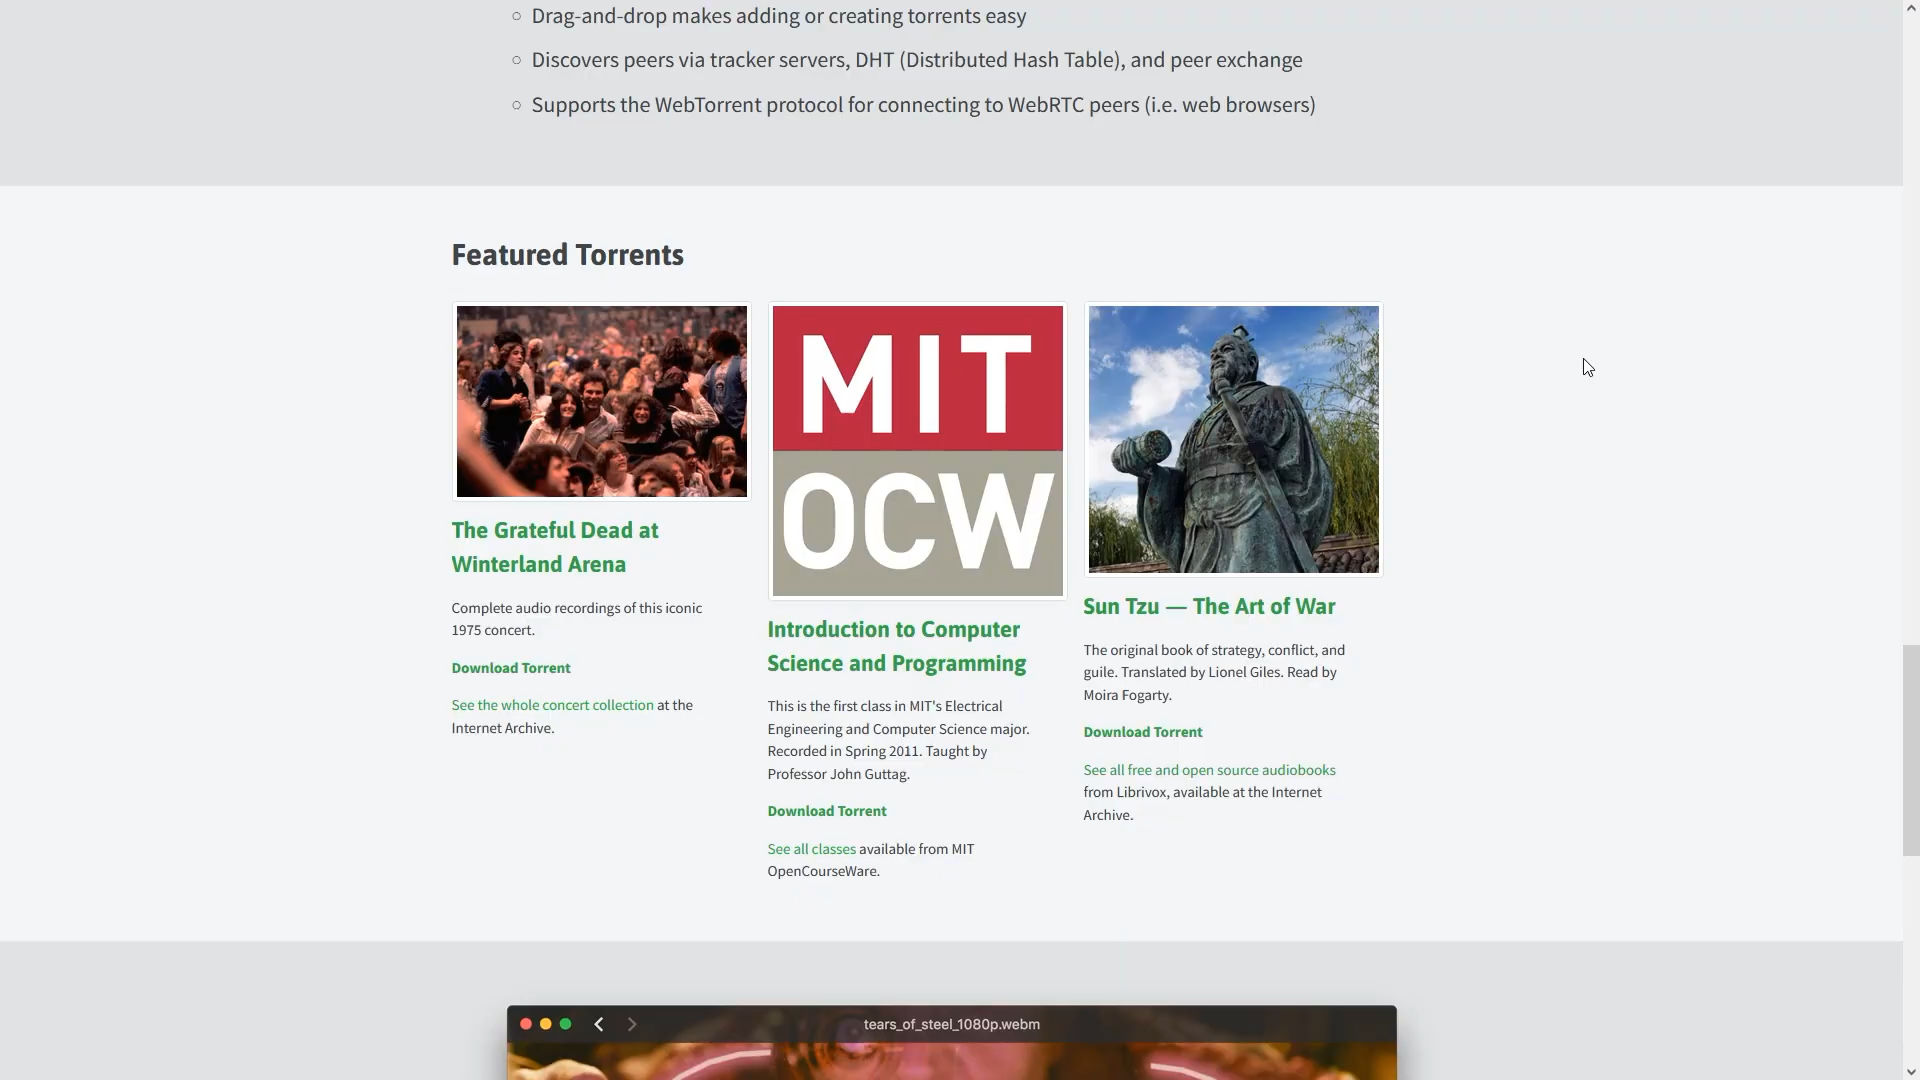 Drag-and-drop makes adding or creating torrents easy
Discovers peers via tracker servers, DHT (Distributed Hash Table), and peer exchange
Supports the WebTorrent protocol for connecting to WebRTC peers (i.e. web browsers)
Featured Torrents
The Grateful Dead at
Winterland Arena
Complete audio recordings of this iconic
1975 concert.
Download Torrent
See the whole concert collection at the
Internet Archive.
MIT
OCW
Introduction to Computer
Science and Programming
This is the first class in MIT's Electrical
Engineering and Computer Science major.
Recorded in Spring 2011. Taught by
Professor John Guttag.
Download Torrent
See all classes available from MIT
OpenCourseWare.
Sun Tzu — The Art of War
The original book of strategy, conflict, and
guile. Translated by Lionel Giles. Read by
Moira Fogarty.
Download Torrent
See all free and open source audiobooks
from Librivox, available at the Internet
Archive.
tears_of_steel_1080p.webm